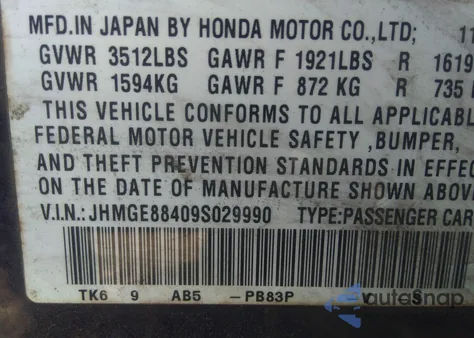 MFD.IN JAPAN BY HONDA MOTOR CO.,LTD; 11
GVWR 3512LBS GAWR F 1921LBS R 1619
GVWR 1594KG GAWR F 872 KG R 735
THIS VEHICLE CONFORMS TO ALL APPLICABL
FEDERAL MOTOR VEHICLE SAFETY ,BUMPER,
AND THEFT PREVENTION STANDARDS IN EFFEC
ON THE DATE OF MANUFACTURE SHOWN ABOV
V.I.N.: JHMGE88409S029990 TYPE:PASSENGER CAR
TK6 9 AB5 -PB83P V S
autoSnap